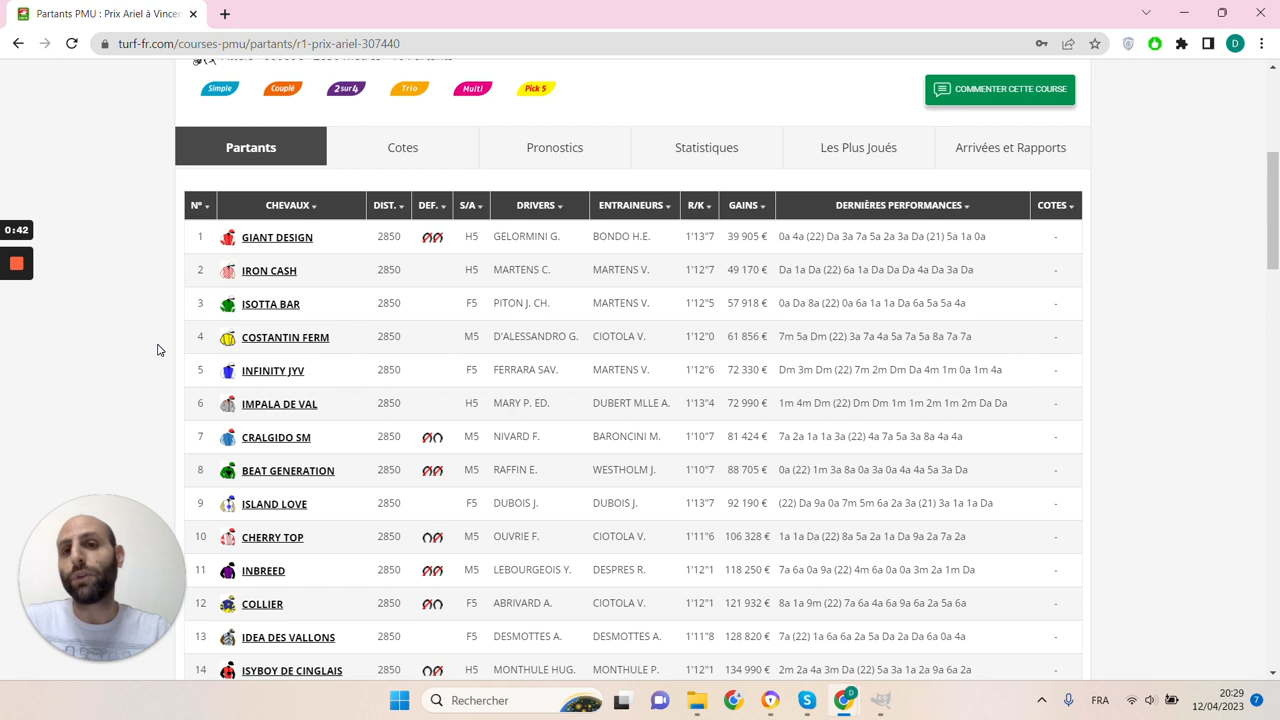 Partants PMU : Prix Ariel à Vincen
turf-fr.com/courses-pmu/partants/r1-prix-ariel-307440
D
Simple Couplé 2sur4 Trio Multi Pick 5
COMMENTER CETTE COURSE
Partants Cotes Pronostics Statistiques Les Plus Joués Arrivées et Rapports
N° CHEVAUX DIST. DEF. S/A DRIVERS ENTRAINEURS R/K GAINS DERNIÈRES PERFORMANCES COTES
0:42
1 GIANT DESIGN 2850 H5 GELORMINI G. BONDO H.E. 1'13"7 39 905 € 0a 4a (22) Da 3a 7a 5a 2a 3a Da (21) 5a 1a 0a -
2 IRON CASH 2850 H5 MARTENS C. MARTENS V. 1'12"7 49 170 € Da 1a Da (22) 6a 1a Da Da Da 4a Da 3a Da -
3 ISOTTA BAR 2850 F5 PITON J. CH. MARTENS V. 1'12"5 57 918 € 0a Da 8a (22) 0a 6a 1a 1a Da 6a 5a 5a 4a -
4 COSTANTIN FERM 2850 M5 D'ALESSANDRO G. CIOTOLA V. 1'12"0 61 856 € 7m 5a Dm (22) 3a 7a 4a 5a 7a 5a 8a 7a 7a -
5 INFINITY JYV 2850 F5 FERRARA SAV. MARTENS V. 1'12"6 72 330 € Dm 3m Dm (22) 7m 2m Dm Da 4m 1m 0a 1m 4a -
6 IMPALA DE VAL 2850 H5 MARY P. ED. DUBERT MLLE A. 1'13"4 72 990 € 1m 4m Dm (22) Dm Dm 1m 1m 2m 1m 2m Da Da -
7 CRALGIDO SM 2850 M5 NIVARD F. BARONCINI M. 1'10"7 81 424 € 7a 2a 1a 1a 3a (22) 4a 7a 5a 3a 8a 4a 4a -
8 BEAT GENERATION 2850 M5 RAFFIN E. WESTHOLM J. 1'10"7 88 705 € 0a (22) 1m 3a 8a 0a 3a 0a 4a 4a 8a 3a Da -
9 ISLAND LOVE 2850 F5 DUBOIS J. DUBOIS J. 1'13"7 92 190 € (22) Da 9a 0a 7m 5m 6a 2a 3a (21) 3a 1a 1a Da -
10 CHERRY TOP 2850 M5 OUVRIE F. CIOTOLA V. 1'11"6 106 328 € 1a 1a Da (22) 8a 5a 2a 1a Da 9a 2a 7a 2a -
11 INBREED 2850 M5 LEBOURGEOIS Y. DESPRES R. 1'12"1 118 250 € 7a 6a 0a 9a (22) 4m 6a 0a 0a 3m 2a 1m Da -
12 COLLIER 2850 F5 ABRIVARD A. CIOTOLA V. 1'12"1 121 932 € 8a 1a 9m (22) 7a 6a 4a 6a 9a 6a 2a 5a 6a -
13 IDEA DES VALLONS 2850 F5 DESMOTTES A. DESMOTTES A. 1'11"8 128 820 € 7a (22) 1a 6a 6a 2a 5a Da 2a Da 6a 0a 4a -
14 ISYBOY DE CINGLAIS 2850 H5 MONTHULE HUG. MONTHULE P. 1'12"1 134 990 € 2m 2a 4a 3m Da (22) 5a 3a 1a 2a 9a 6a 2a -
Rechercher
FRA
20:29
12/04/2023
7